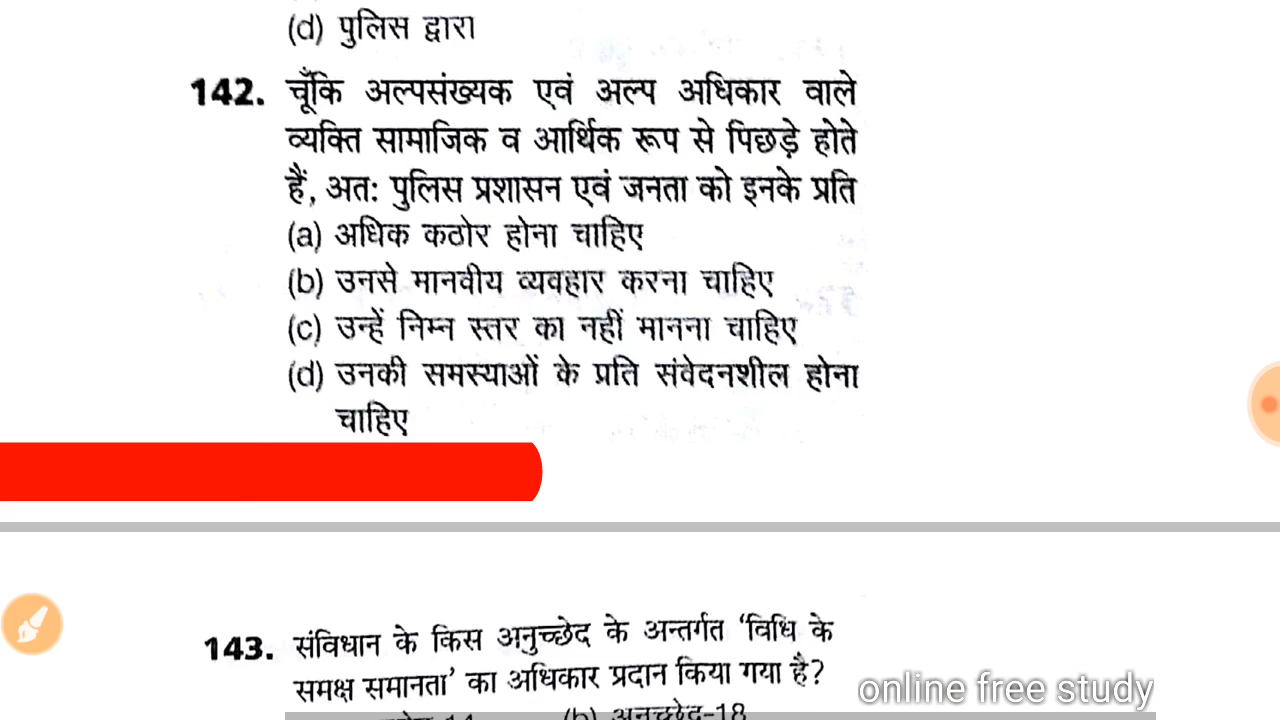 (d) पुलिस द्वारा
142. चूँकि अल्पसंख्यक एवं अल्प अधिकार वाले
व्यक्ति सामाजिक व आर्थिक रूप से पिछड़े होते
हैं, अतः पुलिस प्रशासन एवं जनता को इनके प्रति
(a) अधिक कठोर होना चाहिए
(b) उनसे मानवीय व्यवहार करना चाहिए
(c) उन्हें निम्न स्तर का नहीं मानना चाहिए
(d) उनकी समस्याओं के प्रति संवेदनशील होना
चाहिए
143. संविधान के किस अनुच्छेद के अन्तर्गत 'विधि के
समक्ष समानता' का अधिकार प्रदान किया गया है?
online free study
(b) अनुच्छेद-18